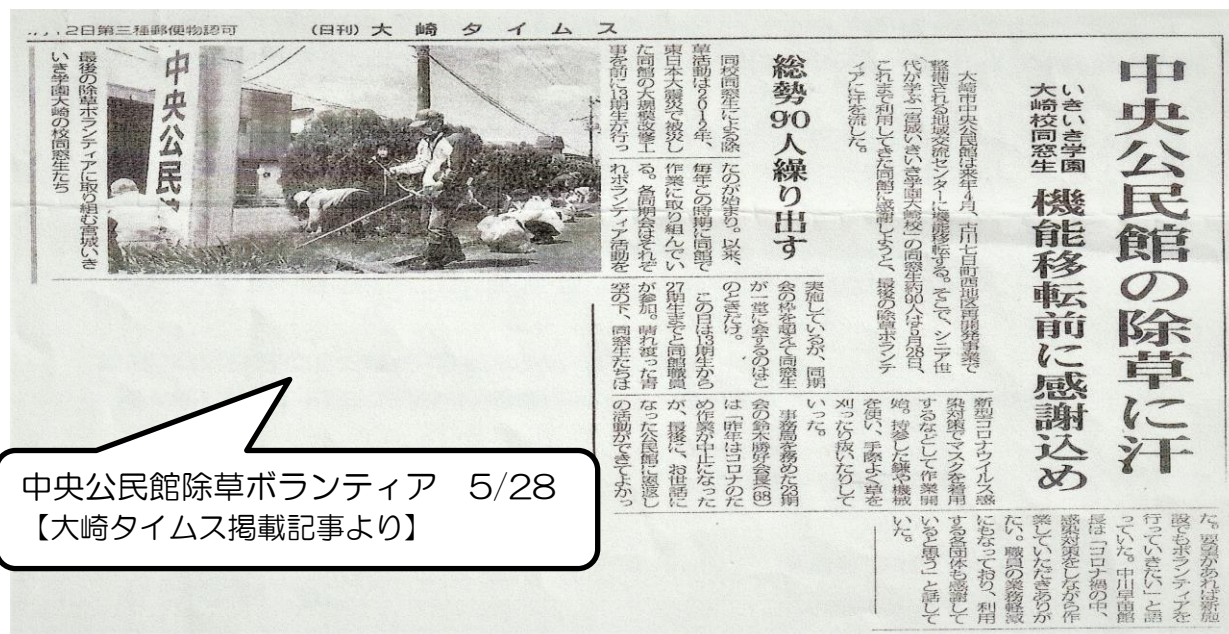 2日第三種郵便物認可
(日刊) 大崎タイムス
中央公民館の除草に汗
いきいき学園
大崎校同窓生
機能移転前に感謝込め
大崎市中央公民館は来年4月、古川七日町西地区再開発事業で
整備される地域交流センターに機能移転する。そこで、シニア世
代が学ぶ「宮城いきいき学園大崎校」の同窓生約90人は5月28日、
これまで利用してきた同館に感謝しようと、最後の除草ボランテ
ィアに汗を流した。
総勢90人繰り出す
同校同窓生による除
草活動は2012年、
東日本大震災で被災し
た同館の大規模改修工
事を前に13期生が行っ
たのが始まり。以来、
毎年この時期に同館で
作業に取り組んでい
る。各同期会はそれぞ
れボランティア活動を
実施しているが、同期
会の枠を超えて同窓生
が一堂に会するのはこ
のときだけ。
この日は13期生から
27期生までと同館職員
が参加。晴れ渡った青
空の下、同窓生たちは
新型コロナウイルス感
染対策でマスクを着用
するなどして作業開
始。持参した鎌や機械
を使い、手際よく草を
刈ったり抜いたりして
いった。
事務局を務めた23期
会の鈴木勝好会長(68)
は「昨年はコロナのた
め作業が中止になった
が、最後に、お世話に
なった公民館に恩返し
の活動ができてよかっ
た。要望があれば新施
設でもボランティアを
行っていきたい」と語
っていた。中川早苗館
長は「コロナ禍の中、
感染対策をしながら作
業していただきありが
たい。職員の業務軽減
にもなっており、利用
する各団体も感謝して
いると思う」と話して
いた。
中央公民
最後の除草ボランティアに取り組む宮城いき
いき学園大崎の校同窓生たち
中央公民館除草ボランティア 5/28
【大崎タイムス掲載記事より】